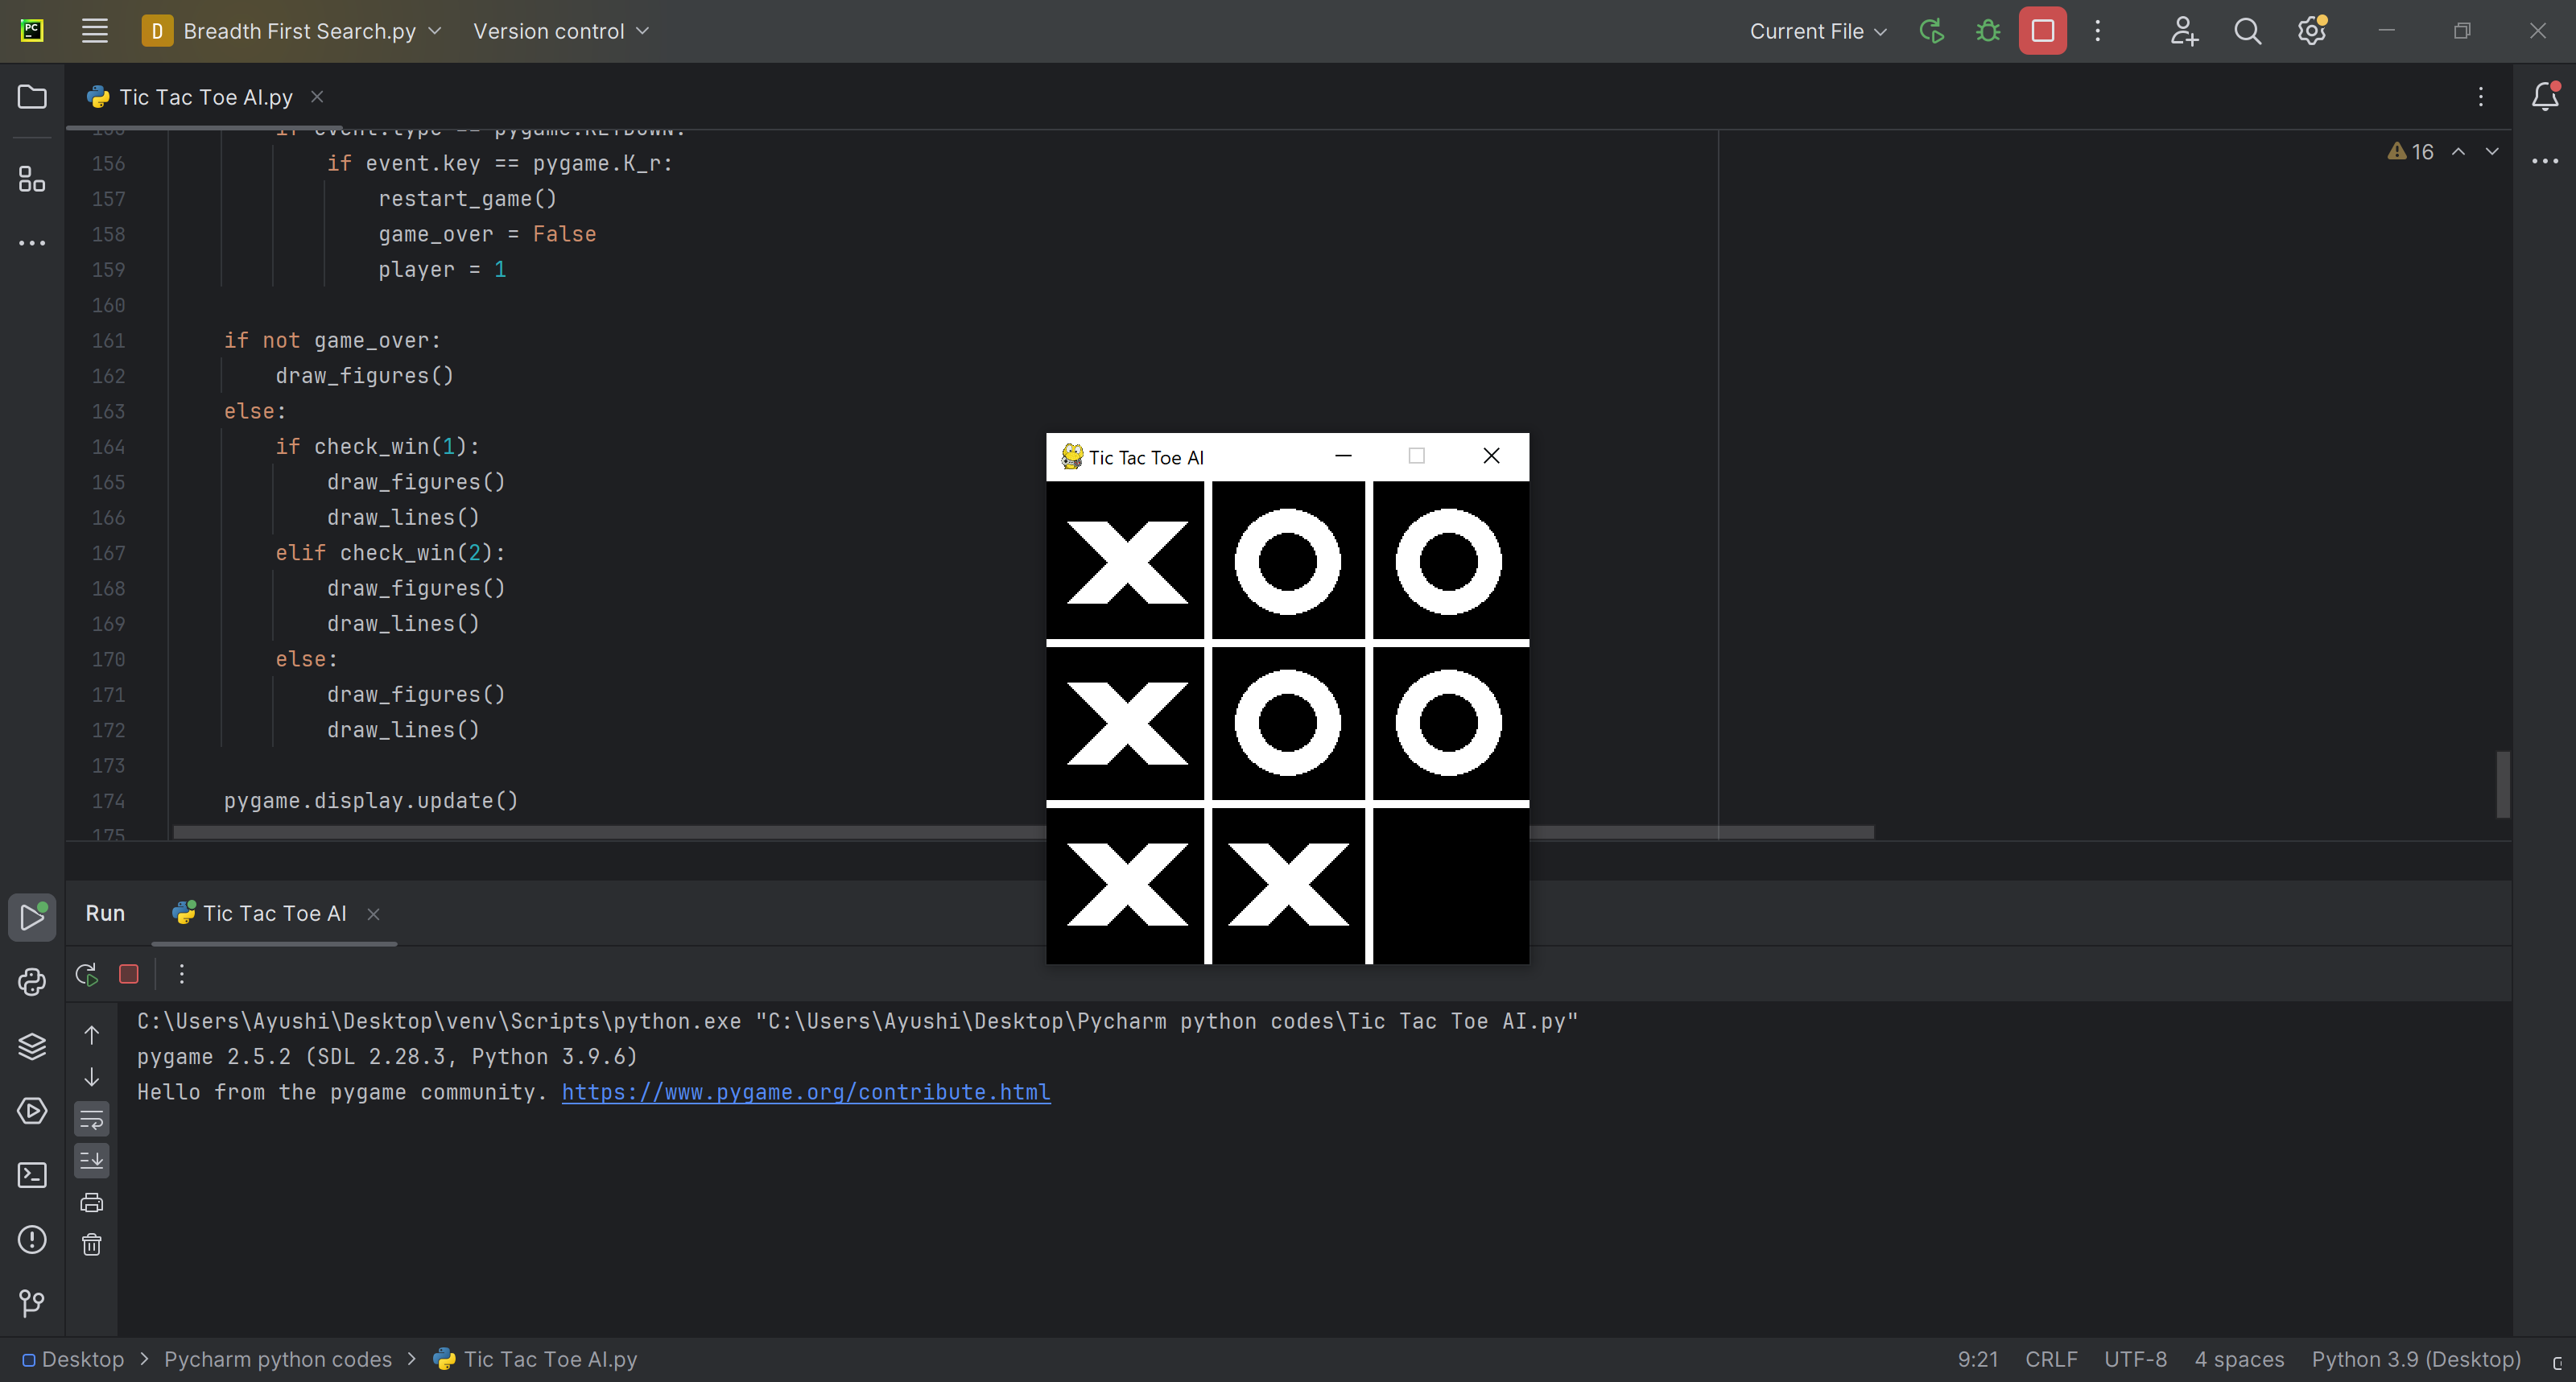 PC
D Breadth First Search.py Version control Current File
Tic Tac Toe AI.py
if event.type == pygame.KEYDOWN:
156 if event.key == pygame.K_r: 16
157 restart_game()
158 game_over = False
159 player = 1
160
161 if not game_over:
162 draw_figures()
163 else:
164 if check_win(1):
165 draw_figures()
166 draw_lines()
167 elif check_win(2):
168 draw_figures()
169 draw_lines()
170 else:
171 draw_figures()
172 draw_lines()
173
174 pygame.display.update()
175
Tic Tac Toe AI
X O O
X O O
X X
Run Tic Tac Toe AI
C:\Users\Ayushi\Desktop\venv\Scripts\python.exe "C:\Users\Ayushi\Desktop\Pycharm python codes\Tic Tac Toe AI.py"
pygame 2.5.2 (SDL 2.28.3, Python 3.9.6)
Hello from the pygame community. https://www.pygame.org/contribute.html
Desktop > Pycharm python codes > Tic Tac Toe AI.py 9:21 CRLF UTF-8 4 spaces Python 3.9 (Desktop)